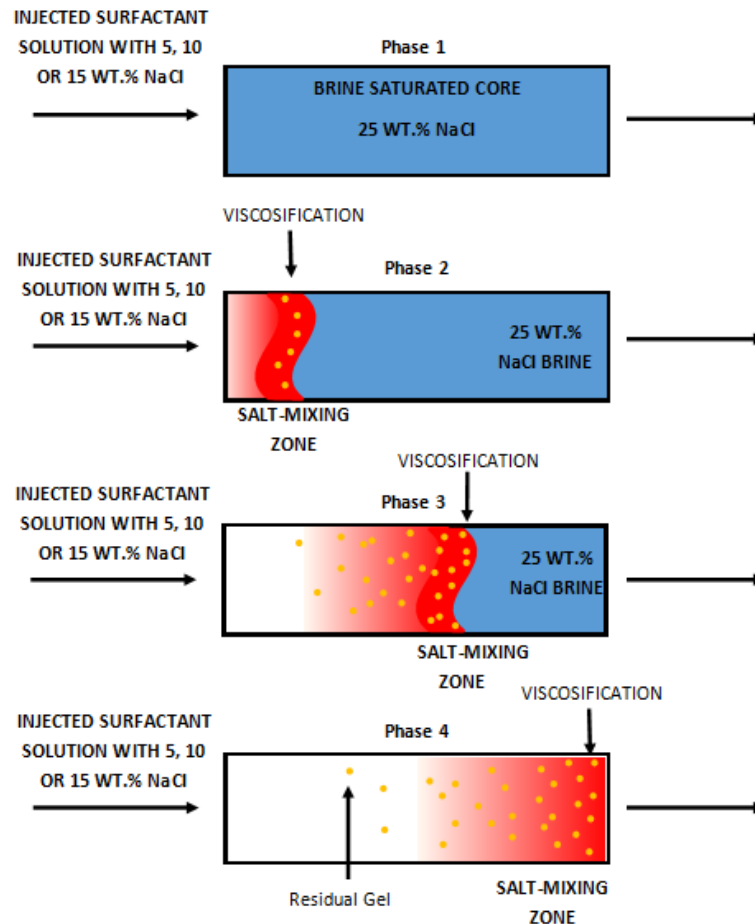 INJECTED SURFACTANT
SOLUTION WITH 5, 10
OR 15 WT.% NaCl
Phase 1
BRINE SATURATED CORE
25 WT.% NaCl
VISCOSIFICATION
INJECTED SURFACTANT
SOLUTION WITH 5, 10
OR 15 WT.% NaCl
Phase 2
25 WT.%
NaCl BRINE
SALT-MIXING
ZONE
VISCOSIFICATION
INJECTED SURFACTANT
SOLUTION WITH 5, 10
OR 15 WT.% NaCl
Phase 3
25 WT.%
NaCl BRINE
SALT-MIXING
ZONE
VISCOSIFICATION
INJECTED SURFACTANT
SOLUTION WITH 5, 10
OR 15 WT.% NaCl
Phase 4
Residual Gel
SALT-MIXING
ZONE